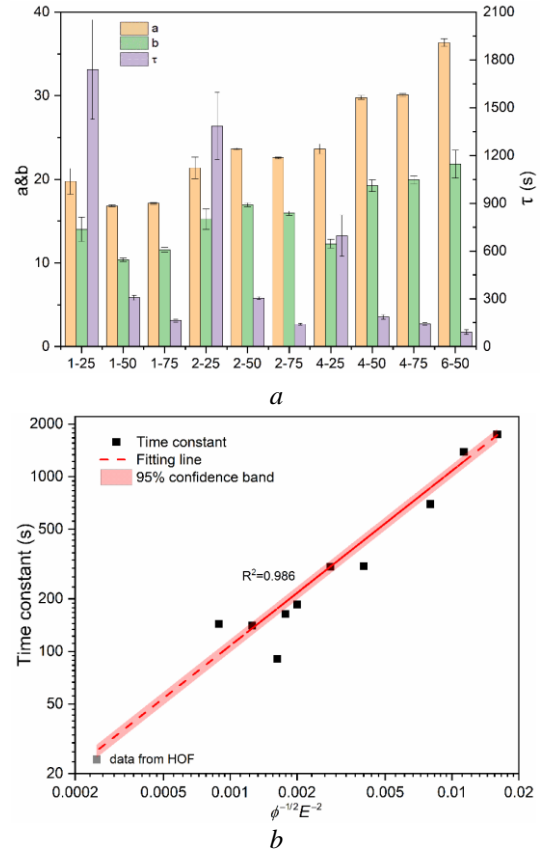 40
30
20
10
0
a&b
a
b
τ
2100
1800
1500
1200
900
600
300
0
τ (s)
1-25 1-50 1-75 2-25 2-50 2-75 4-25 4-50 4-75 6-50
a
2000
1000
500
200
100
50
20
Time constant (s)
Time constant
Fitting line
95% confidence band
R²=0.986
data from HOF
0.0002 0.0005 0.001 0.002 0.005 0.01 0.02
ϕ⁻¹ᐟ²E⁻²
b